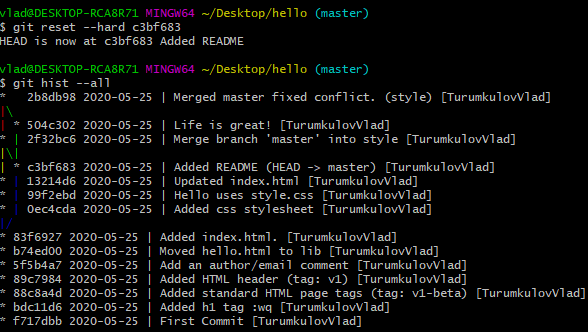 vlad@DESKTOP-RCA8R71 MINGW64 ~/Desktop/hello (master)
$ git reset --hard c3bf683
HEAD is now at c3bf683 Added README

vlad@DESKTOP-RCA8R71 MINGW64 ~/Desktop/hello (master)
$ git hist --all
*   2b8db98 2020-05-25 | Merged master fixed conflict. (style) [TurumkulovVlad]
|\
| * 504c302 2020-05-25 | Life is great! [TurumkulovVlad]
* | 2f32bc6 2020-05-25 | Merge branch 'master' into style [TurumkulovVlad]
|\|
| * c3bf683 2020-05-25 | Added README (HEAD -> master) [TurumkulovVlad]
* | 13214d6 2020-05-25 | Updated index.html [TurumkulovVlad]
* | 99f2ebd 2020-05-25 | Hello uses style.css [TurumkulovVlad]
* | 0ec4cda 2020-05-25 | Added css stylesheet [TurumkulovVlad]
|/
* 83f6927 2020-05-25 | Added index.html. [TurumkulovVlad]
* b74ed00 2020-05-25 | Moved hello.html to lib [TurumkulovVlad]
* 5f5b4a7 2020-05-25 | Add an author/email comment [TurumkulovVlad]
* 89c7984 2020-05-25 | Added HTML header (tag: v1) [TurumkulovVlad]
* 88c8a4d 2020-05-25 | Added standard HTML page tags (tag: v1-beta) [TurumkulovVlad]
* bdc11d6 2020-05-25 | Added h1 tag :wq [TurumkulovVlad]
* f717dbb 2020-05-25 | First Commit [TurumkulovVlad]